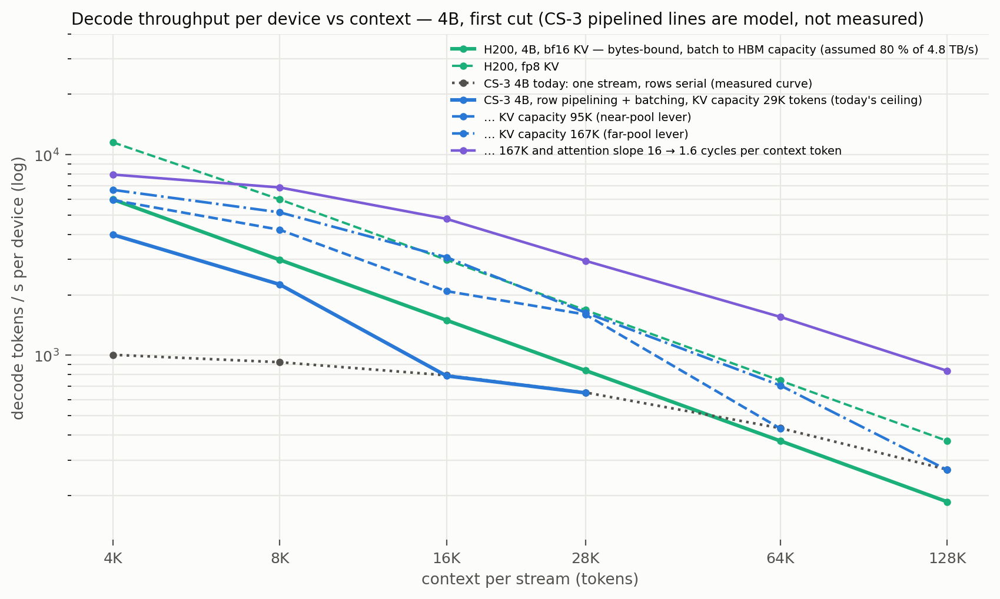 Decode throughput per device vs context — 4B, first cut (CS-3 pipelined lines are model, not measured)
H200, 4B, bf16 KV — bytes-bound, batch to HBM capacity (assumed 80 % of 4.8 TB/s)
H200, fp8 KV
CS-3 4B today: one stream, rows serial (measured curve)
CS-3 4B, row pipelining + batching, KV capacity 29K tokens (today's ceiling)
... KV capacity 95K (near-pool lever)
... KV capacity 167K (far-pool lever)
... 167K and attention slope 16 → 1.6 cycles per context token
decode tokens / s per device (log)
10⁴
10³
4K 8K 16K 28K 64K 128K
context per stream (tokens)